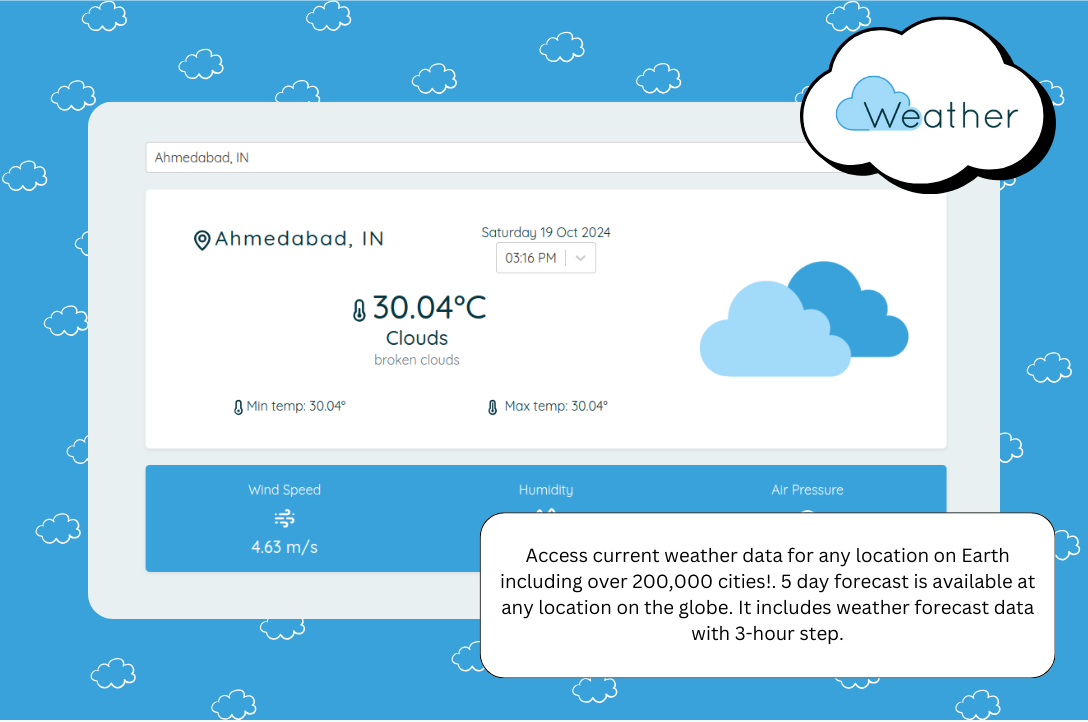 Weather
Ahmedabad, IN
Ahmedabad, IN
Saturday 19 Oct 2024
03:16 PM
30.04°C
Clouds
broken clouds
Min temp: 30.04°
Max temp: 30.04°
Wind Speed
Humidity
Air Pressure
4.63 m/s
Access current weather data for any location on Earth
including over 200,000 cities!. 5 day forecast is available at
any location on the globe. It includes weather forecast data
with 3-hour step.